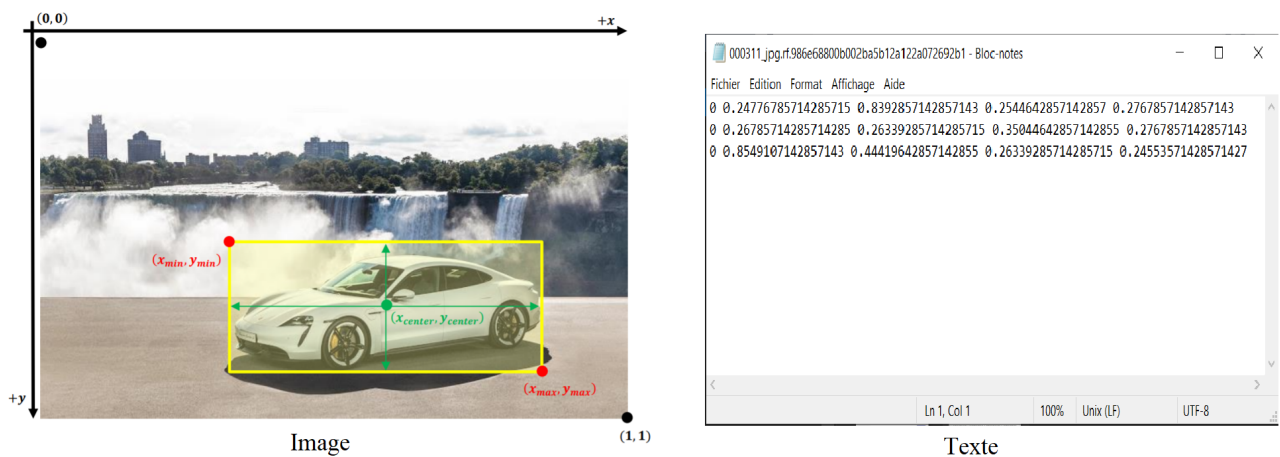 (0, 0)
+x
(x_min, y_min)
(x_center, y_center)
(x_max, y_max)
+y
(1, 1)
Image
000311_jpg.rf.986e68800b002ba5b12a122a072692b1 - Bloc-notes
Fichier Edition Format Affichage Aide
0 0.24776785714285715 0.8392857142857143 0.2544642857142857 0.2767857142857143
0 0.26785714285714285 0.26339285714285715 0.35044642857142855 0.2767857142857143
0 0.8549107142857143 0.44419642857142855 0.26339285714285715 0.24553571428571427
Ln 1, Col 1 100% Unix (LF) UTF-8
Texte